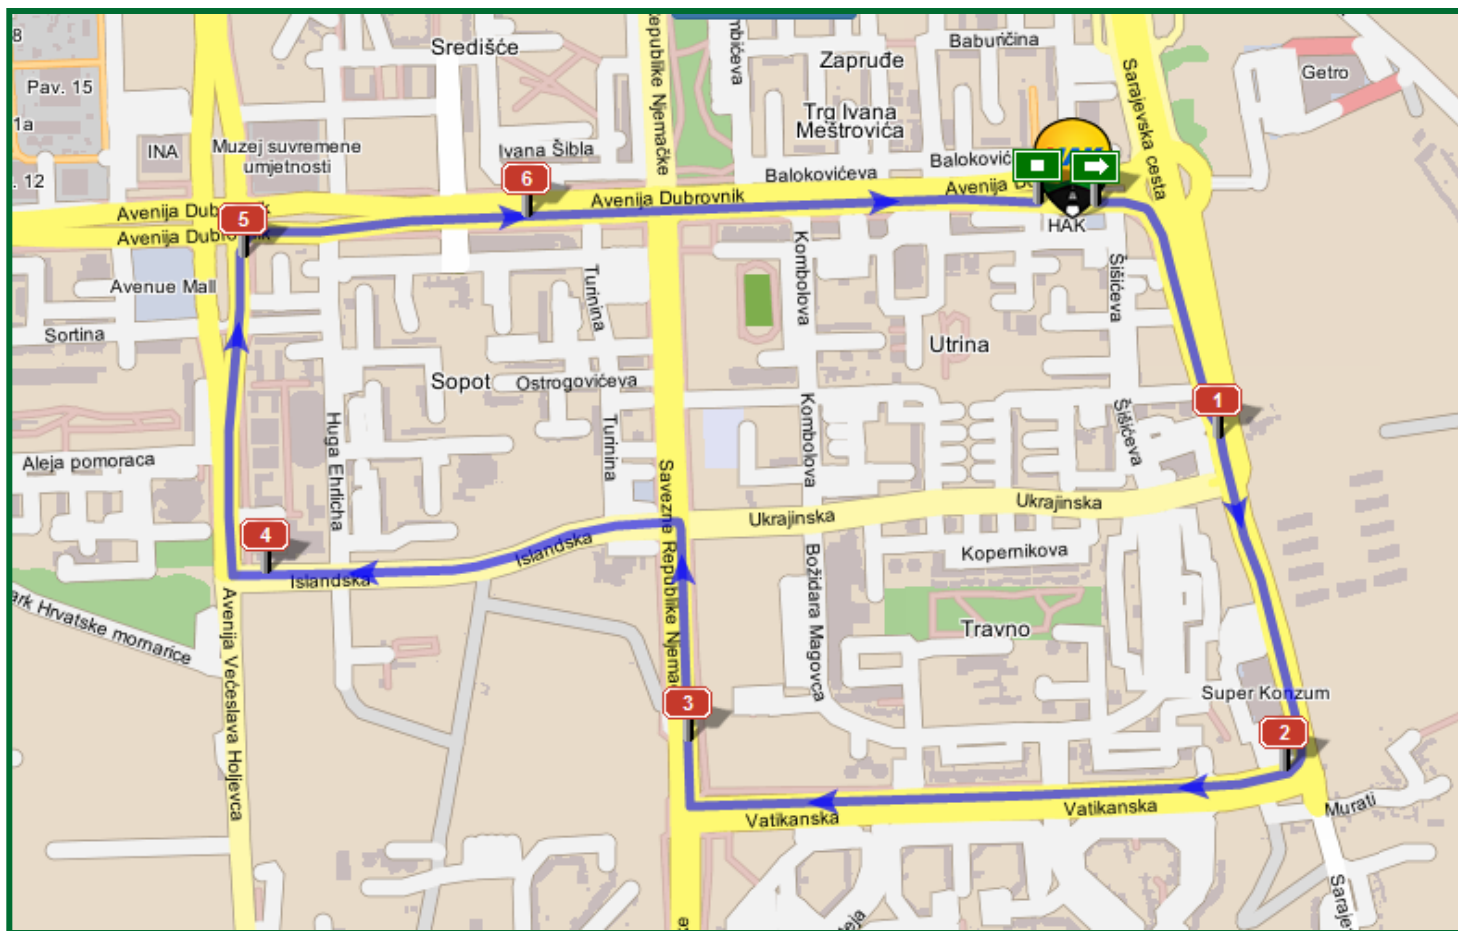 8
Pav. 15
1a
. 12
INA
Središće
Muzej suvremene
umjetnosti
Ivana Šibla
Republike Njemačke
Zapruđe
Trg Ivana
Meštrovića
Balokovićeva
Baburičina
Sarajevska cesta
Getro
HAK
Avenija Dubrovnik
Avenija Dubrovnik
6
5
Avenue Mall
Sortina
Turinina
Kombolova
Šišićeva
Utrina
Sopot
Ostrogovićeva
1
Huga Ehrlicha
Turinina
Kombolova
Šišićeva
Aleja pomoraca
Savezne Republike
Ukrajinska
Ukrajinska
4
Islandska
Islandska
Kopernikova
Božidara Magovca
Travno
ark Hrvatske mornarice
Avenija Većeslava Holjevca
3
Super Konzum
2
Vatikanska
Vatikanska
Murati